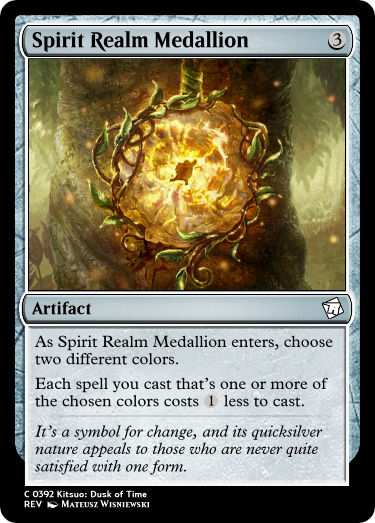 Spirit Realm Medallion 3
Artifact
As Spirit Realm Medallion enters, choose
two different colors.
Each spell you cast that's one or more of
the chosen colors costs 1 less to cast.
It's a symbol for change, and its quicksilver
nature appeals to those who are never quite
satisfied with one form.
C 0392 Kitsuo: Dusk of Time
REV Mateusz Wisniewski